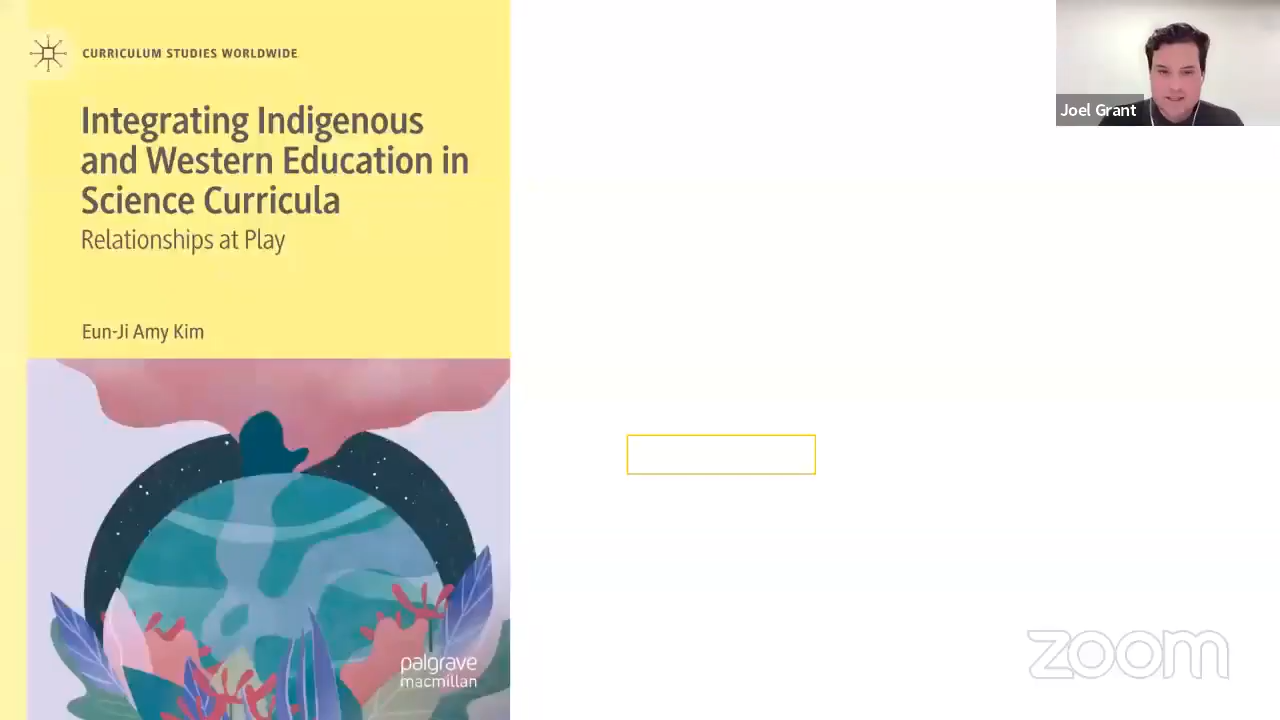 CURRICULUM STUDIES WORLDWIDE
Integrating Indigenous
and Western Education in
Science Curricula
Relationships at Play
Eun-Ji Amy Kim
palgrave
macmillan
Joel Grant
zoom